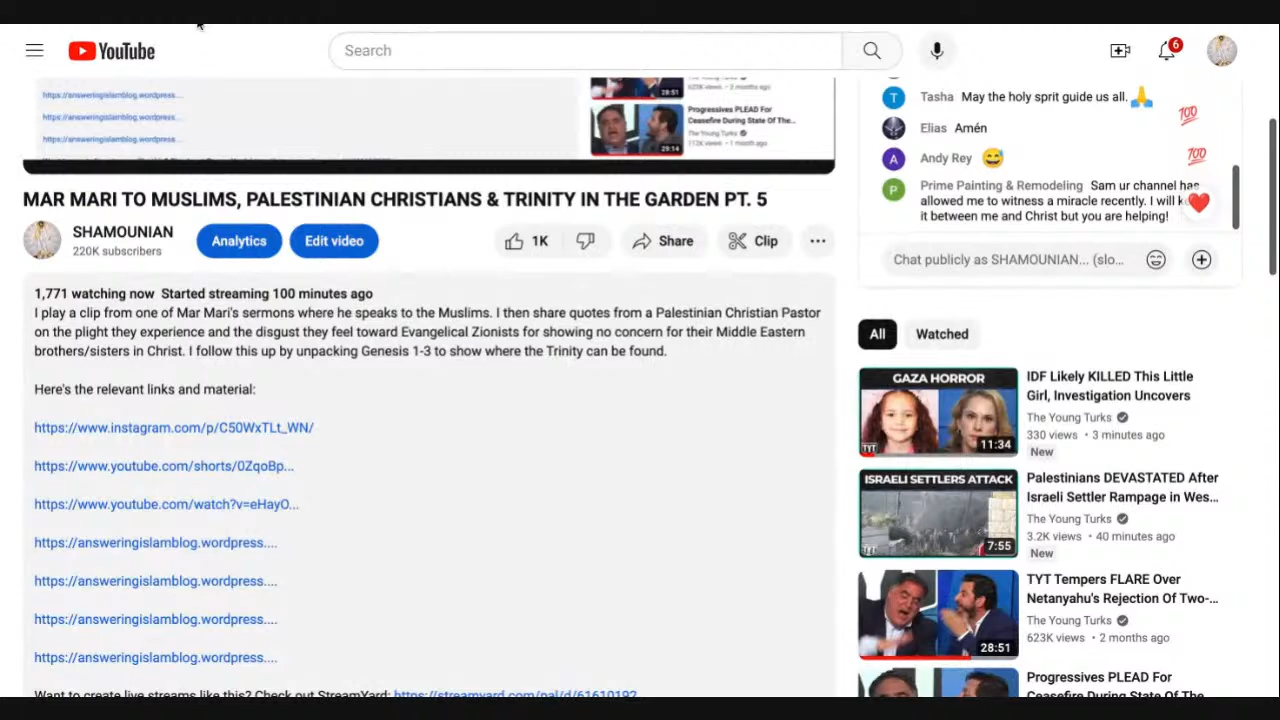 YouTube
Search
6
https://answeringislamblog.wordpress....
https://answeringislamblog.wordpress....
https://answeringislamblog.wordpress....
28:51
623K views • 2 months ago
Progressives PLEAD For
Ceasefire During State Of The...
The Young Turks
112K views • 1 month ago
29:14
MAR MARI TO MUSLIMS, PALESTINIAN CHRISTIANS & TRINITY IN THE GARDEN PT. 5
SHAMOUNIAN
220K subscribers
Analytics
Edit video
1K
Share
Clip
1,771 watching now Started streaming 100 minutes ago
I play a clip from one of Mar Mari's sermons where he speaks to the Muslims. I then share quotes from a Palestinian Christian Pastor
on the plight they experience and the disgust they feel toward Evangelical Zionists for showing no concern for their Middle Eastern
brothers/sisters in Christ. I follow this up by unpacking Genesis 1-3 to show where the Trinity can be found.
Here's the relevant links and material:
https://www.instagram.com/p/C50WxTLt_WN/
https://www.youtube.com/shorts/0ZqoBp...
https://www.youtube.com/watch?v=eHayO...
https://answeringislamblog.wordpress....
https://answeringislamblog.wordpress....
https://answeringislamblog.wordpress....
https://answeringislamblog.wordpress....
Want to create live streams like this? Check out StreamYard: https://streamyard.com/pal/d/61610192
T Tasha May the holy sprit guide us all.
Elias Amén
A Andy Rey
P Prime Painting & Remodeling Sam ur channel has
allowed me to witness a miracle recently. I will
it between me and Christ but you are helping!
100
100
Chat publicly as SHAMOUNIAN... (slo...
All
Watched
GAZA HORROR
TYT
11:34
IDF Likely KILLED This Little
Girl, Investigation Uncovers
The Young Turks
330 views • 3 minutes ago
New
ISRAELI SETTLERS ATTACK
TYT
7:55
Palestinians DEVASTATED After
Israeli Settler Rampage in Wes...
The Young Turks
3.2K views • 40 minutes ago
New
28:51
TYT Tempers FLARE Over
Netanyahu's Rejection Of Two-...
The Young Turks
623K views • 2 months ago
Progressives PLEAD For
Ceasefire During State Of The